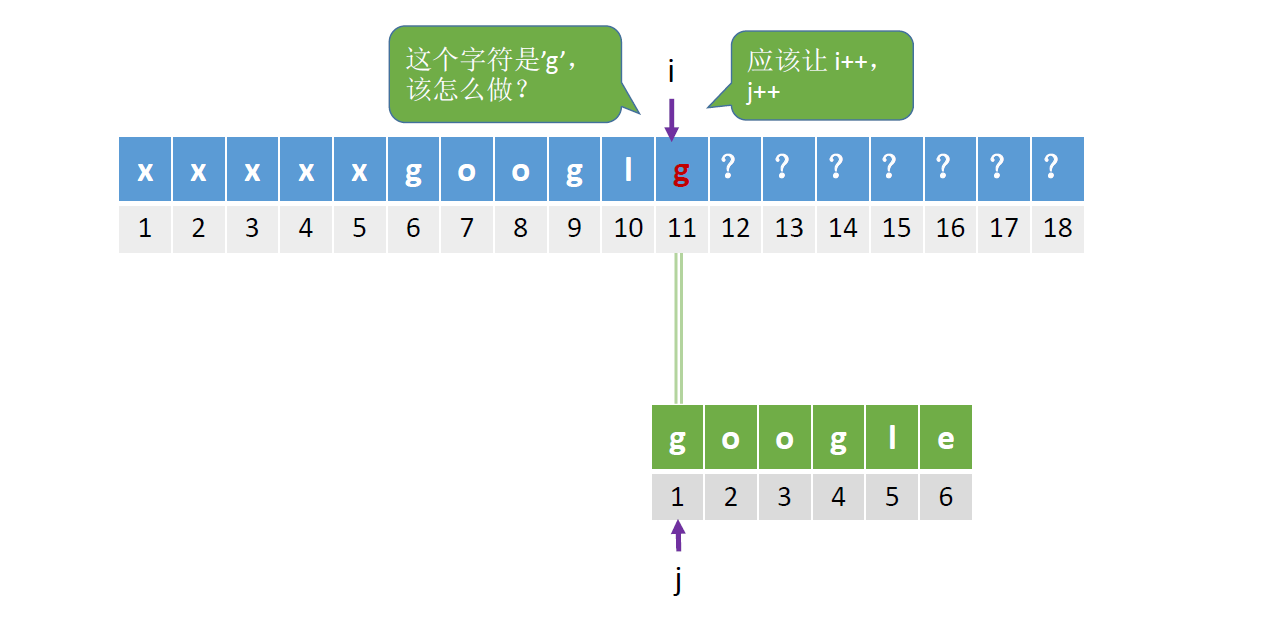 这个字符是’g’，
该怎么做？
i
应该让 i++，
j++
x x x x x g o o g l g ? ? ? ? ? ? ?
1 2 3 4 5 6 7 8 9 10 11 12 13 14 15 16 17 18
g o o g l e
1 2 3 4 5 6
j